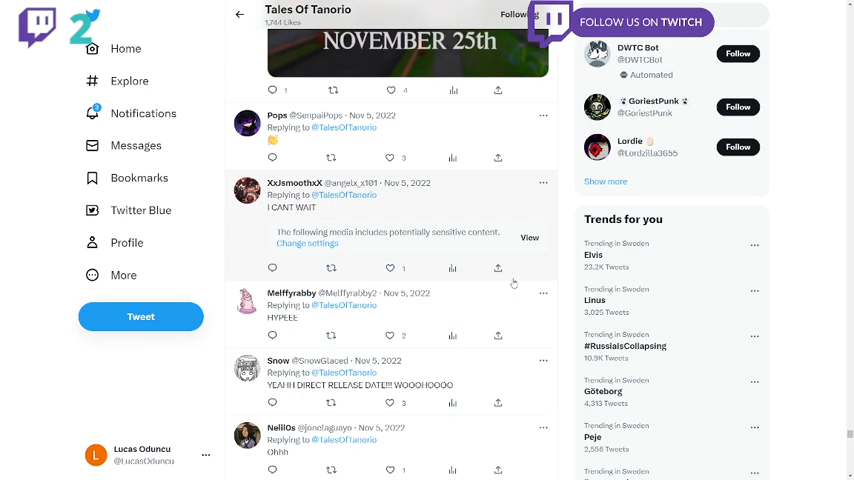 Tales Of Tanorio
1,744 Likes
Following
FOLLOW US ON TWITCH
2
Home
Explore
3
Notifications
Messages
Bookmarks
Twitter Blue
Profile
More
Tweet
Lucas Oduncu
@LucasOduncu
NOVEMBER 25th
1
4
Pops @SenpaiPops · Nov 5, 2022
Replying to @TalesOfTanorio
3
XxJsmoothxX @angelx_x101 · Nov 5, 2022
Replying to @TalesOfTanorio
I CANT WAIT
The following media includes potentially sensitive content.
Change settings
View
1
Melffyrabby @Melffyrabby2 · Nov 5, 2022
Replying to @TalesOfTanorio
HYPEEE
2
Snow @SnowGlaced · Nov 5, 2022
Replying to @TalesOfTanorio
YEAHH DIRECT RELEASE DATE!!! WOOOHOOOO
3
Nelii0s @jonelaguayo · Nov 5, 2022
Replying to @TalesOfTanorio
Ohhh
1
DWTC Bot
@DWTCBot
Automated
Follow
GoriestPunk
@GoriestPunk
Follow
Lordie
@Lordzilla3655
Follow
Show more
Trends for you
Trending in Sweden
Elvis
23.2K Tweets
Trending in Sweden
Linus
3,025 Tweets
Trending in Sweden
#RussiaIsCollapsing
10.9K Tweets
Trending in Sweden
Göteborg
4,313 Tweets
Trending in Sweden
Peje
2,556 Tweets
Trending in Sweden